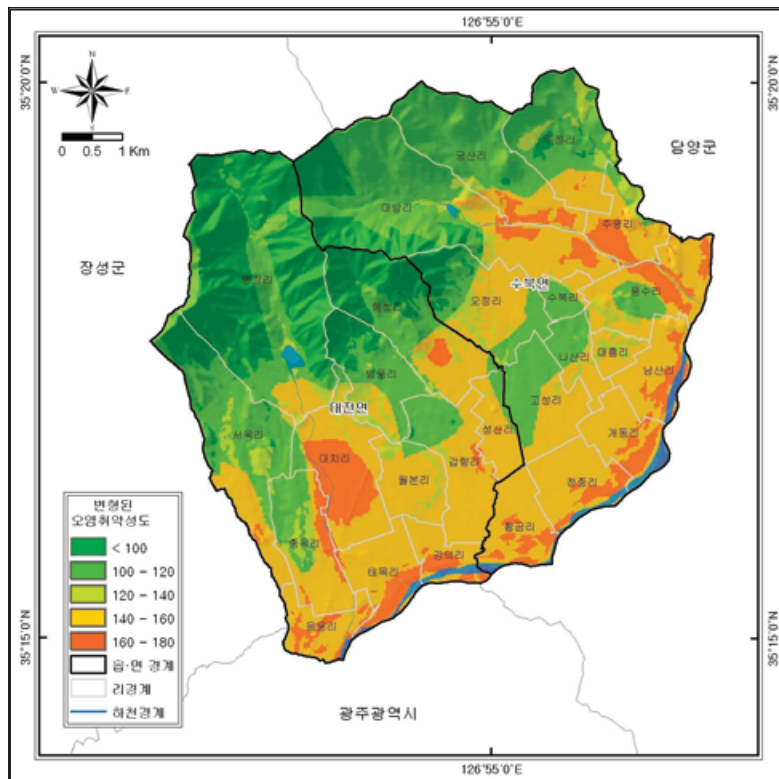 126°55'0"E
35°20'0"N
35°20'0"N
N
W
E
S
0 0.5 1 Km
담양군
궁산리
대방리
주평리
장성군
평장리
행성리
오정리
수북면
수북리
풍수리
나산리
대흥리
남산리
병풍리
대전면
고성리
성산리
개동리
서옥리
대치리
갑향리
월본리
정중리
황금리
중옥리
강의리
태목리
응용리
변형된
오염취약성도
< 100
100 - 120
120 - 140
140 - 160
160 - 180
읍·면 경계
리경계
하천경계
35°15'0"N
35°15'0"N
광주광역시
126°55'0"E